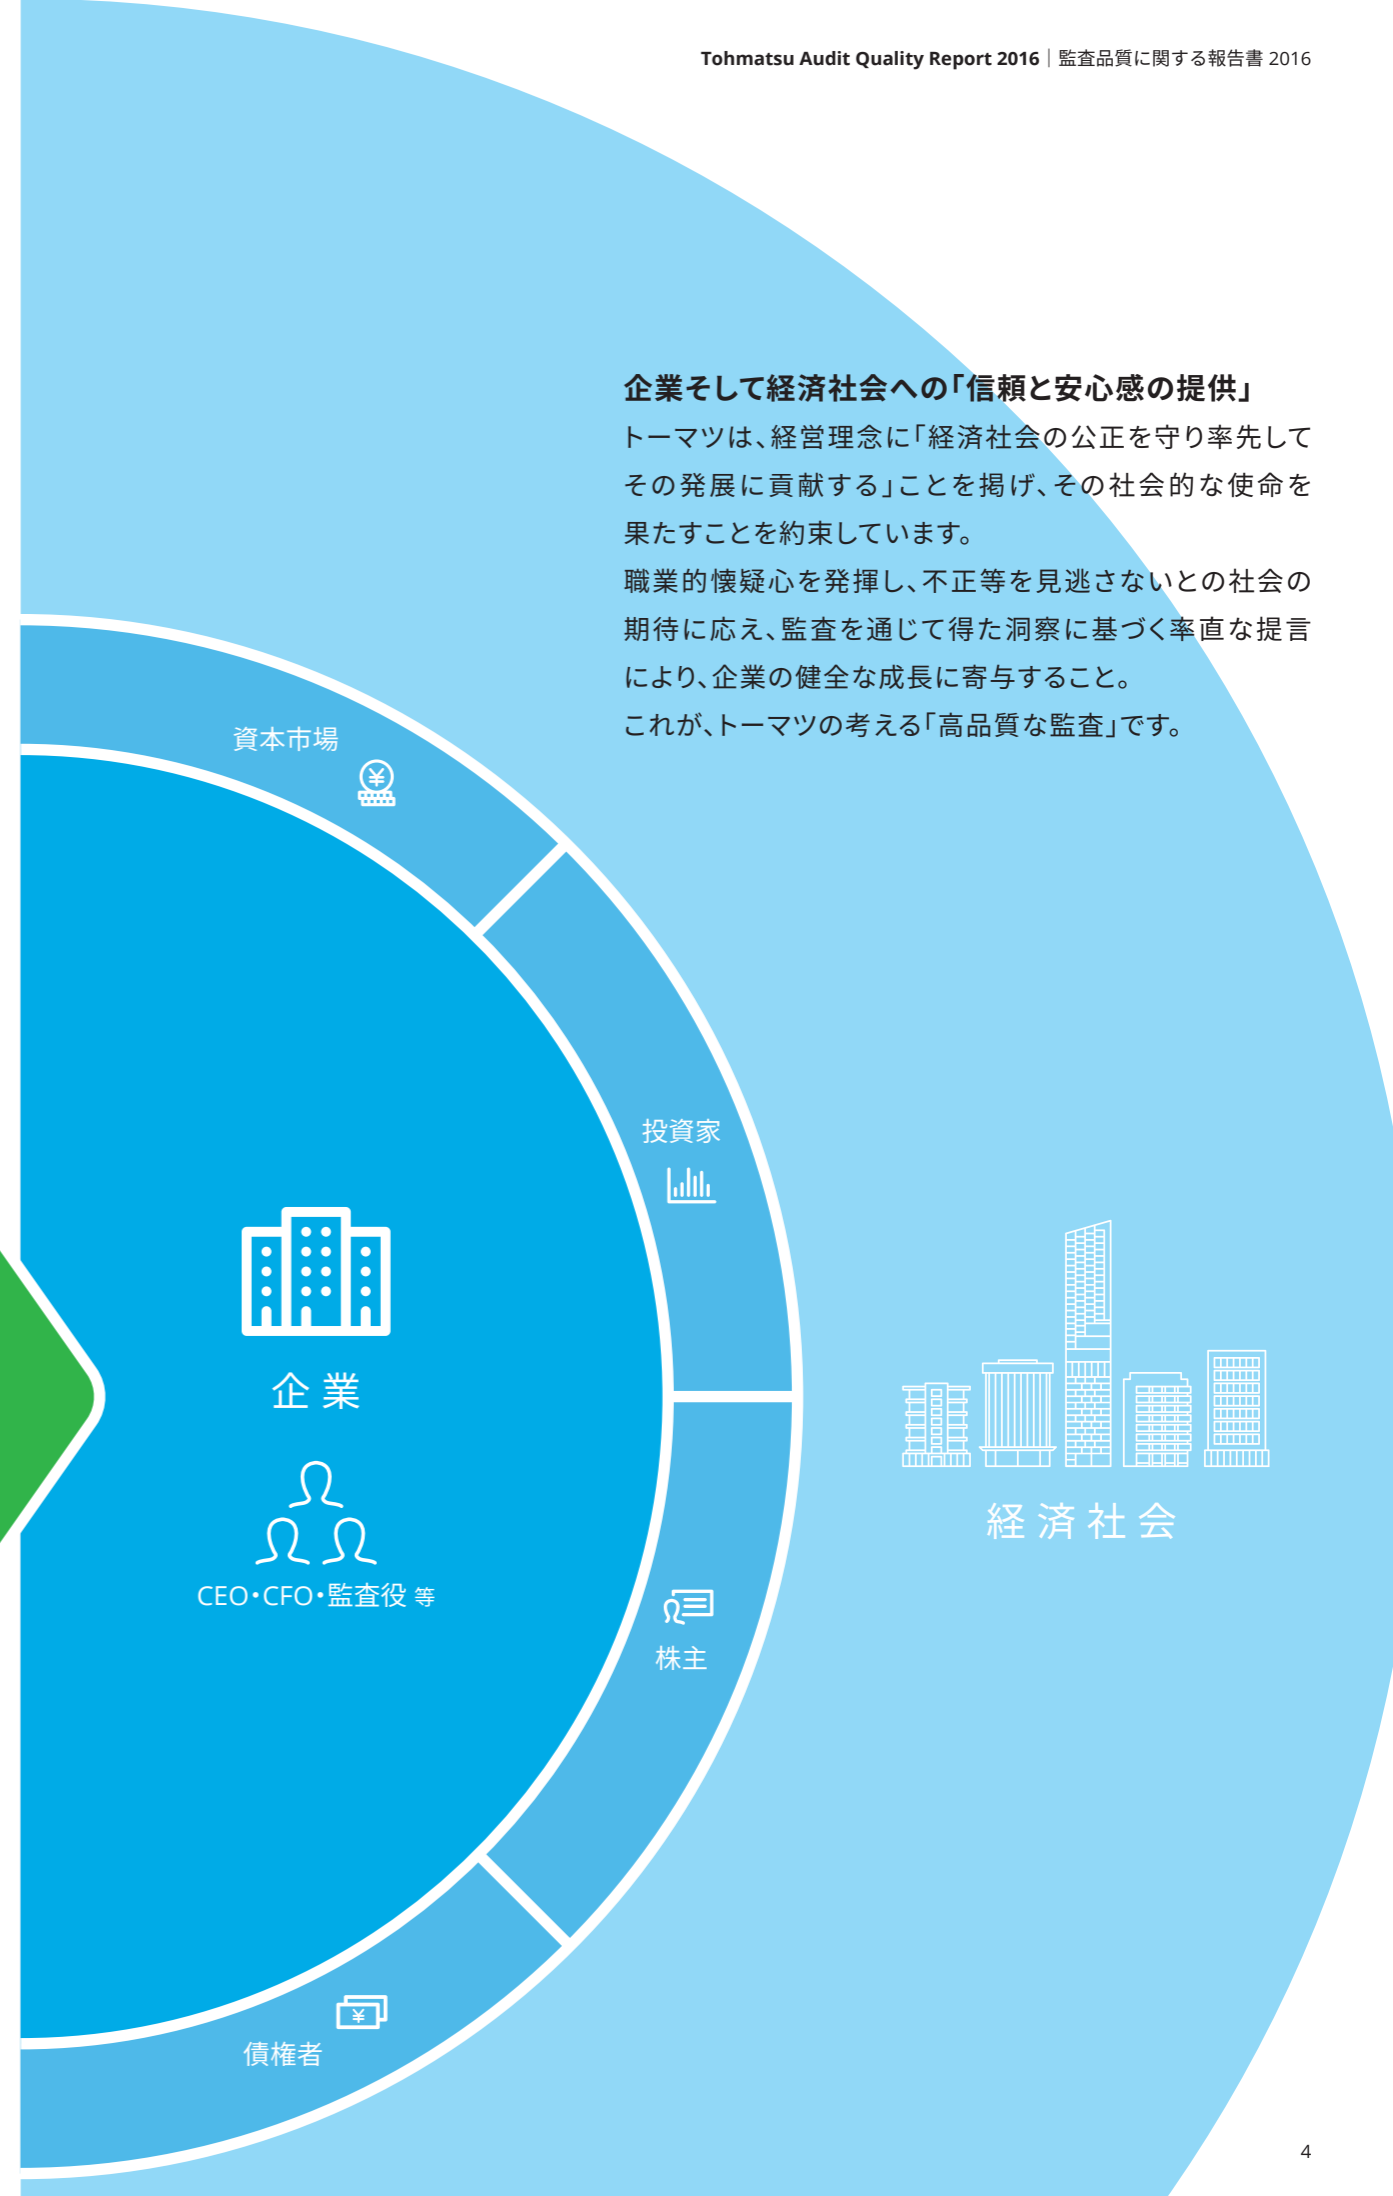 Tohmatsu Audit Quality Report 2016｜監査品質に関する報告書 2016
企業そして経済社会への「信頼と安心感の提供」
トーマツは、経営理念に「経済社会の公正を守り率先して
その発展に貢献する」ことを掲げ、その社会的な使命を
果たすことを約束しています。
職業的懐疑心を発揮し、不正等を見逃さないとの社会の
期待に応え、監査を通じて得た洞察に基づく率直な提言
により、企業の健全な成長に寄与すること。
これが、トーマツの考える「高品質な監査」です。
資本市場
¥
投資家
企業
経済社会
CEO・CFO・監査役 等
株主
¥
債権者
4